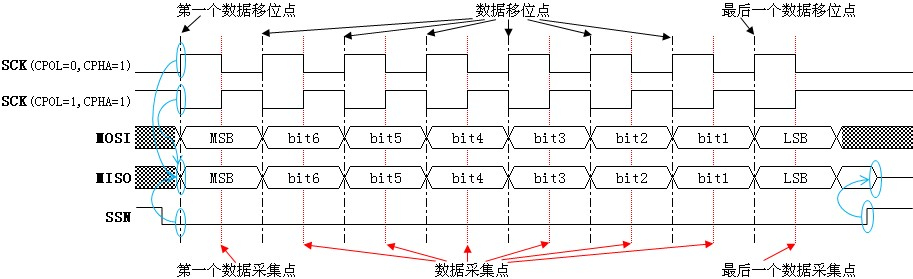 第一个数据移位点 数据移位点 最后一个数据移位点
SCK(CPOL=0,CPHA=1)
SCK(CPOL=1,CPHA=1)
MOSI MSB bit6 bit5 bit4 bit3 bit2 bit1 LSB
MISO MSB bit6 bit5 bit4 bit3 bit2 bit1 LSB
SSN
第一个数据采集点 数据采集点 最后一个数据采集点